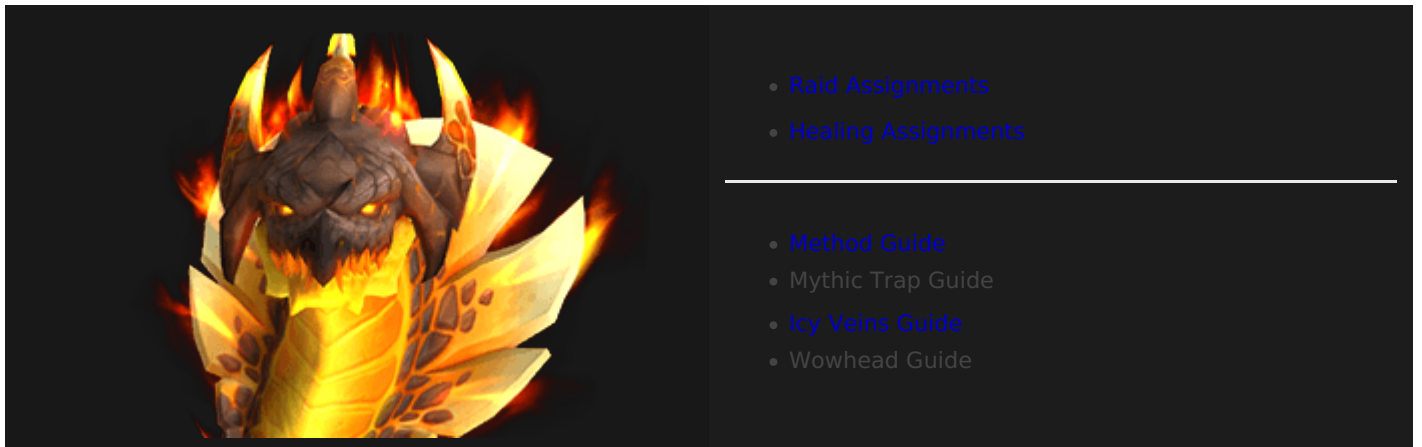 Raid Assignments
Healing Assignments
Method Guide
Mythic Trap Guide
Icy Veins Guide
Wowhead Guide